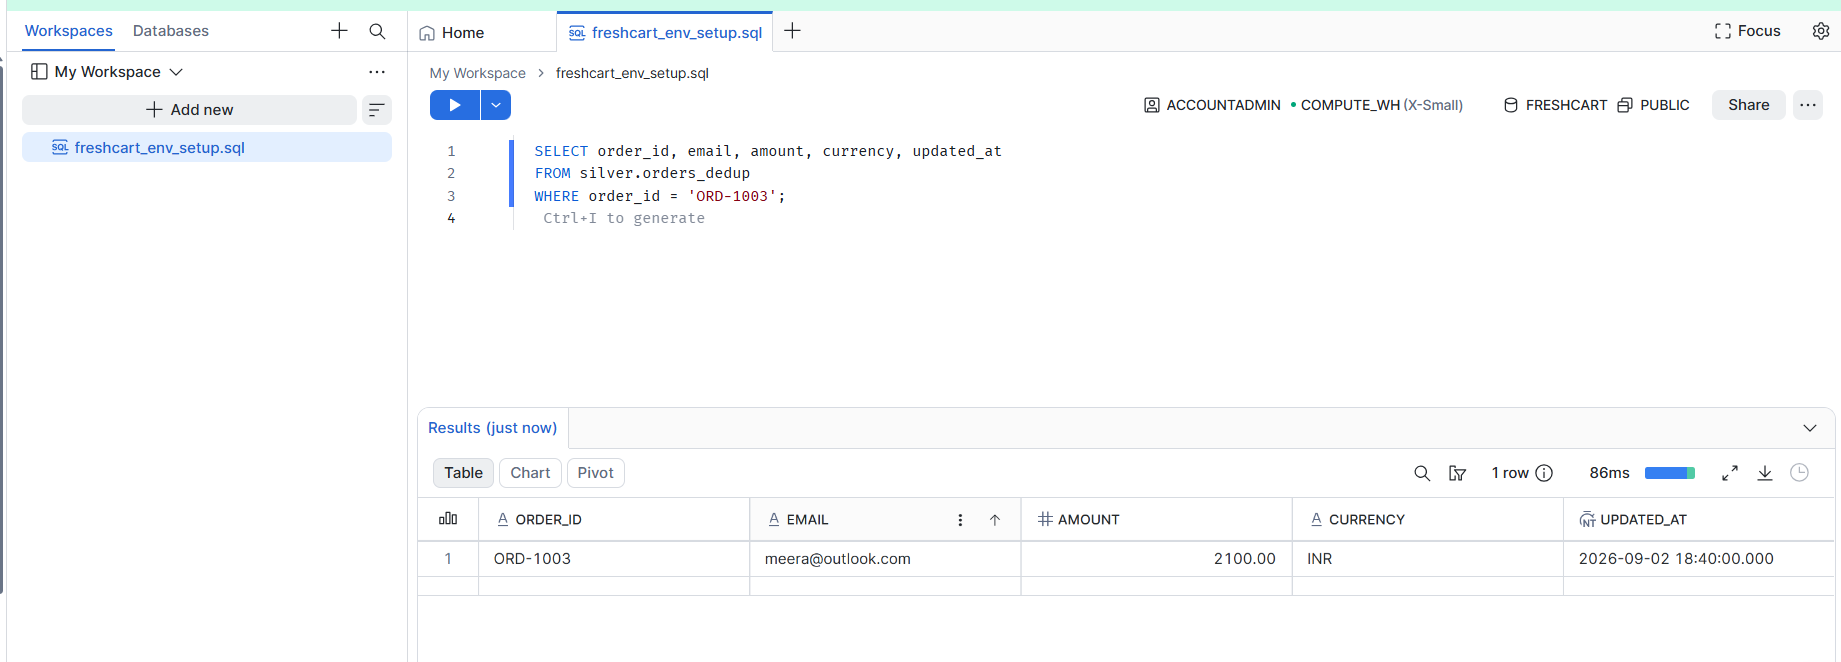 Workspaces Databases
My Workspace
Add new
SQL freshcart_env_setup.sql
Home
SQL freshcart_env_setup.sql
Focus
My Workspace > freshcart_env_setup.sql
ACCOUNTADMIN • COMPUTE_WH (X-Small) FRESHCART PUBLIC Share
1 SELECT order_id, email, amount, currency, updated_at
2 FROM silver.orders_dedup
3 WHERE order_id = 'ORD-1003';
4 Ctrl+I to generate
Results (just now)
Table Chart Pivot
1 row 86ms
A ORDER_ID A EMAIL # AMOUNT A CURRENCY NT UPDATED_AT
1 ORD-1003 meera@outlook.com 2100.00 INR 2026-09-02 18:40:00.000